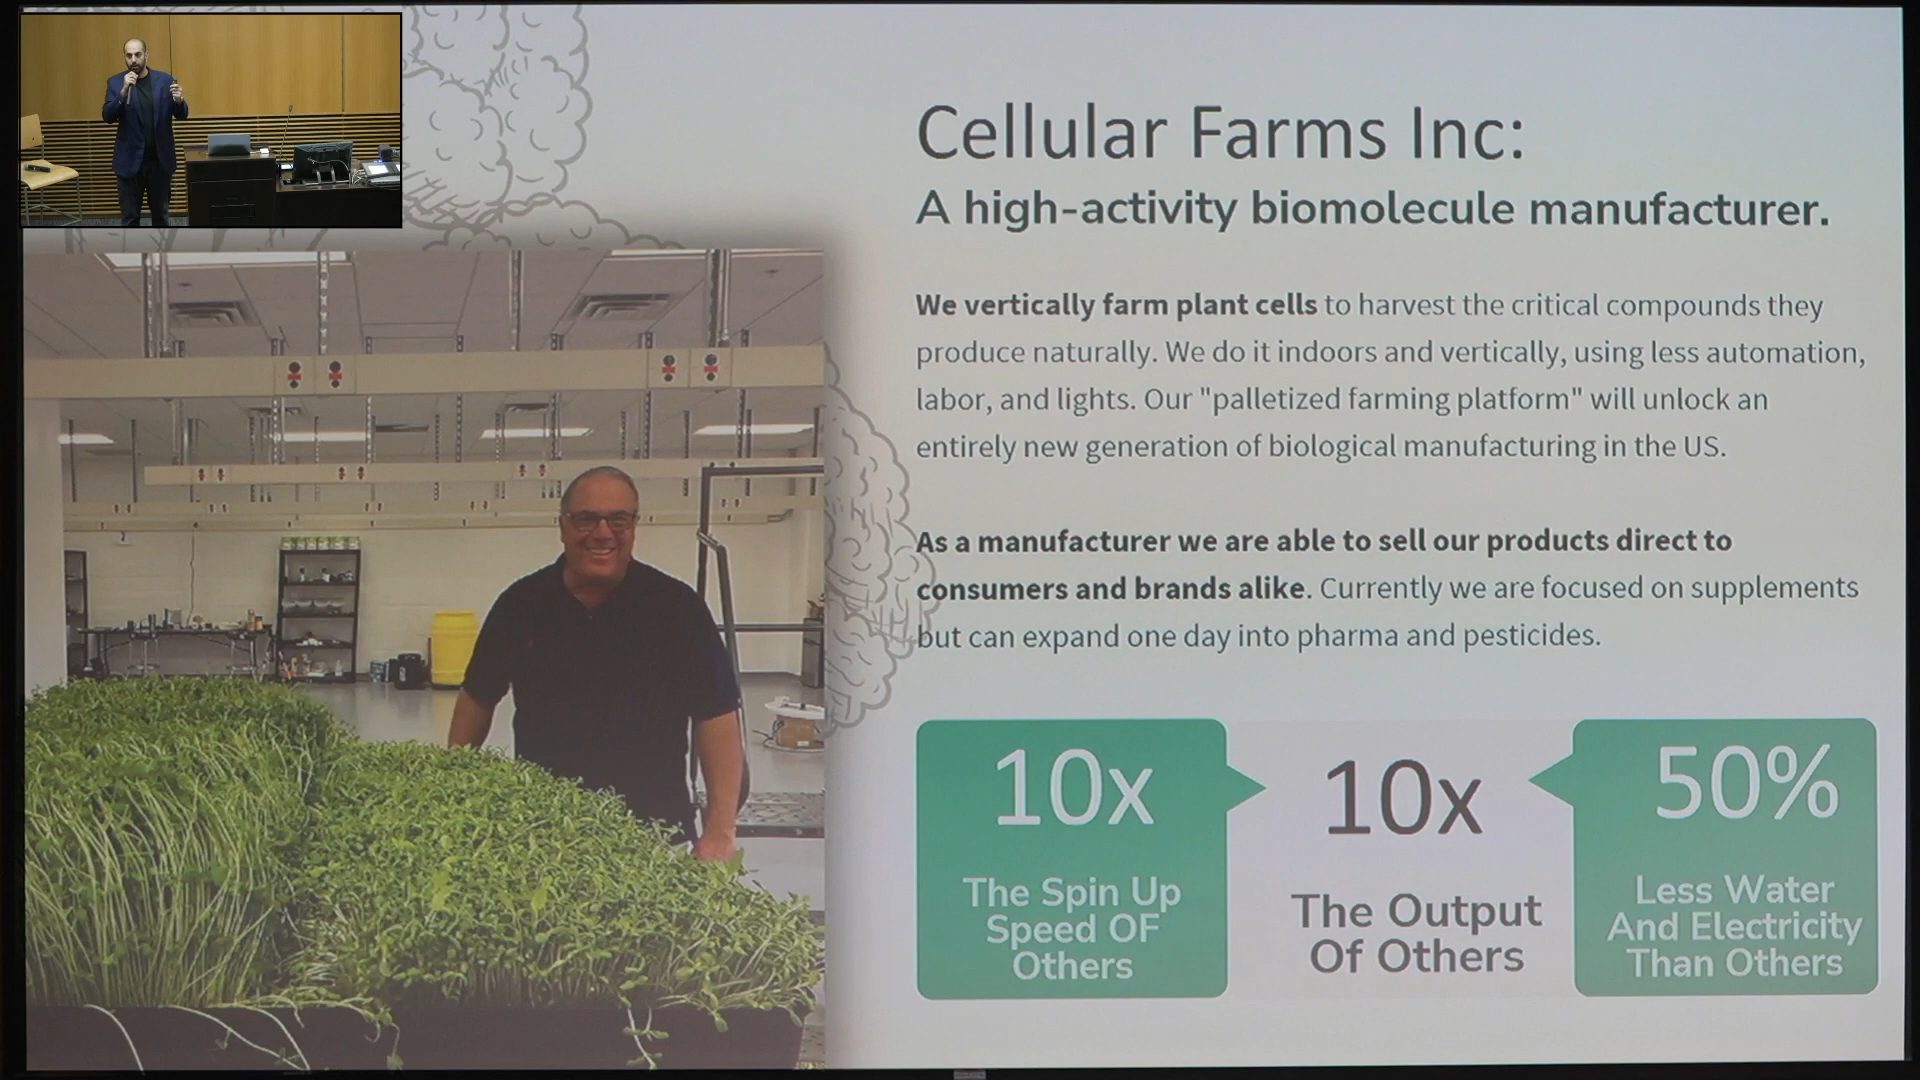 Cellular Farms Inc:
A high-activity biomolecule manufacturer.
We vertically farm plant cells to harvest the critical compounds they
produce naturally. We do it indoors and vertically, using less automation,
labor, and lights. Our "palletized farming platform" will unlock an
entirely new generation of biological manufacturing in the US.
As a manufacturer we are able to sell our products direct to
consumers and brands alike. Currently we are focused on supplements
but can expand one day into pharma and pesticides.
10x
The Spin Up
Speed OF
Others
10x
The Output
Of Others
50%
Less Water
And Electricity
Than Others